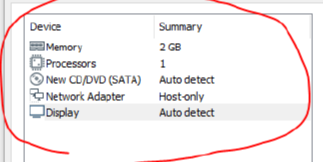 Device Summary
Memory 2 GB
Processors 1
New CD/DVD (SATA) Auto detect
Network Adapter Host-only
Display Auto detect